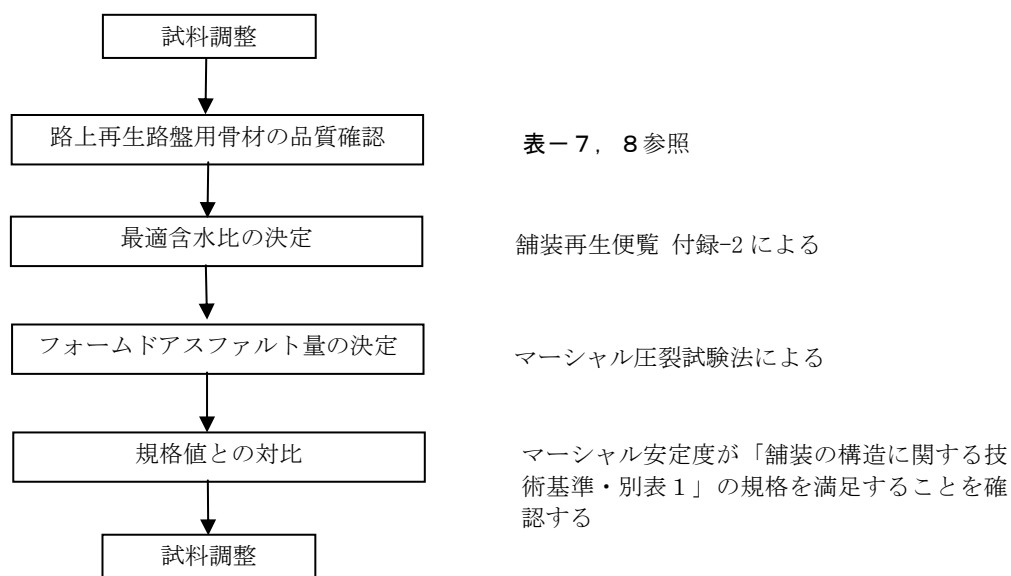 試料調整
路上再生路盤用骨材の品質確認
表－７，８参照
最適含水比の決定
舗装再生便覧 付録-2 による
フォームドアスファルト量の決定
マーシャル圧裂試験法による
規格値との対比
マーシャル安定度が「舗装の構造に関する技
術基準・別表１」の規格を満足することを確
認する
試料調整